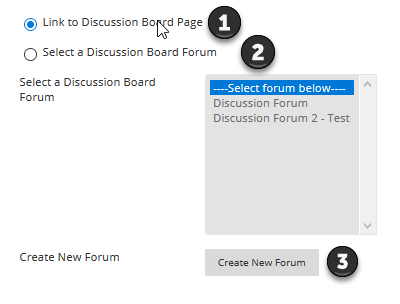 Link to Discussion Board Page 1
Select a Discussion Board Forum 2
Select a Discussion Board
Forum
----Select forum below----
Discussion Forum
Discussion Forum 2 - Test
Create New Forum
Create New Forum 3